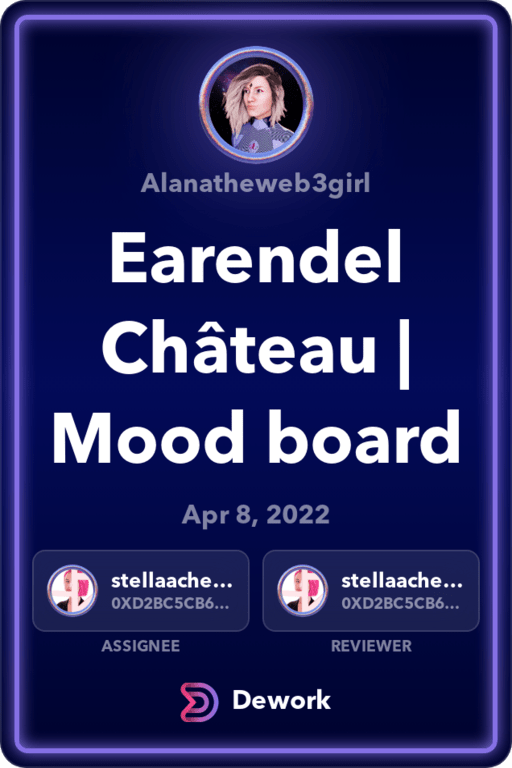 Alanatheweb3girl
Earendel
Château |
Mood board
Apr 8, 2022
stellaache...
0XD2BC5CB6...
ASSIGNEE
stellaache...
0XD2BC5CB6...
REVIEWER
Dework